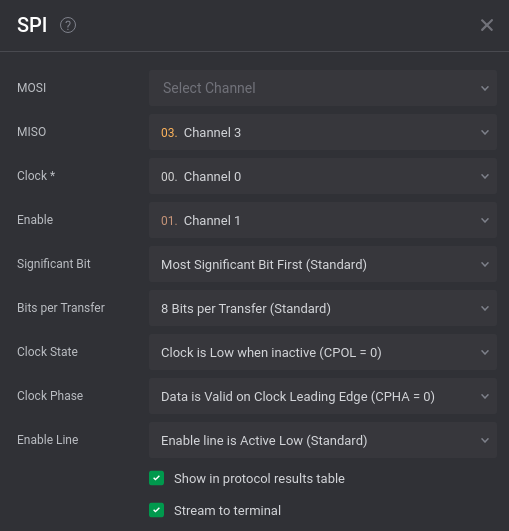 SPI ?
MOSI Select Channel
MISO 03. Channel 3
Clock * 00. Channel 0
Enable 01. Channel 1
Significant Bit Most Significant Bit First (Standard)
Bits per Transfer 8 Bits per Transfer (Standard)
Clock State Clock is Low when inactive (CPOL = 0)
Clock Phase Data is Valid on Clock Leading Edge (CPHA = 0)
Enable Line Enable line is Active Low (Standard)
Show in protocol results table
Stream to terminal